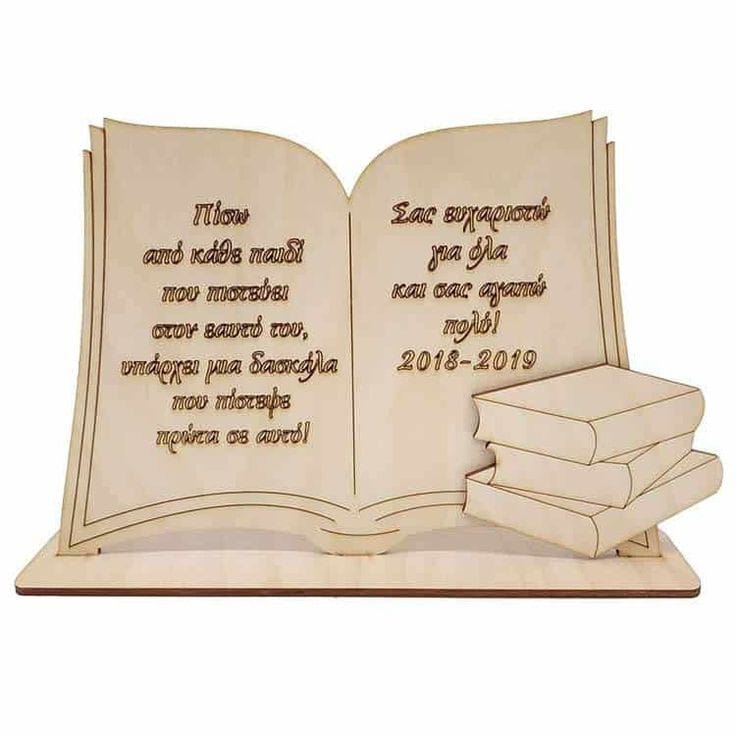 Πίσω
από κάθε παιδί
που πιστεύει
στον εαυτό του,
υπάρχει μια δασκάλα
που πίστεψε
πρώτα σε αυτό!
Σας ευχαριστώ
για όλα
και σας αγαπώ
πολύ!
2018-2019